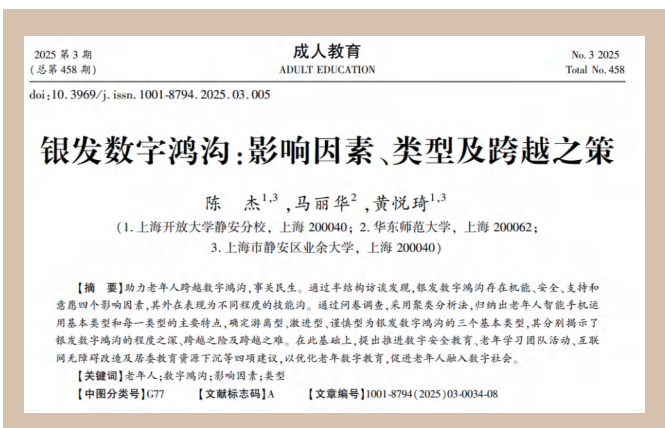 2025 第 3 期
(总第 458 期)
成人教育
ADULT EDUCATION
No. 3 2025
Total No. 458
doi:10. 3969/j. issn. 1001-8794. 2025. 03. 005
银发数字鸿沟:影响因素、类型及跨越之策
陈 杰1,3 ,马丽华2 ,黄悦琦1,3
(1. 上海开放大学静安分校, 上海 200040; 2. 华东师范大学, 上海 200062;
3. 上海市静安区业余大学, 上海 200040)
【摘 要】助力老年人跨越数字鸿沟,事关民生。通过半结构访谈发现,银发数字鸿沟存在机能、安全、支持和
意愿四个影响因素,其外在表现为不同程度的技能沟。通过问卷调查,采用聚类分析法,归纳出老年人智能手机运
用基本类型和每一类型的主要特点,确定游离型、激进型、谨慎型为银发数字鸿沟的三个基本类型,其分别揭示了
银发数字鸿沟的程度之深、跨越之险及跨越之难。在此基础上,提出推进数字安全教育、老年学习团队活动、互联
网无障碍改造及居委教育资源下沉等四项建议,以优化老年数字教育,促进老年人融入数字社会。
【关键词】老年人;数字鸿沟;影响因素;类型
【中图分类号】G77 【文献标志码】A 【文章编号】1001-8794(2025)03-0034-08